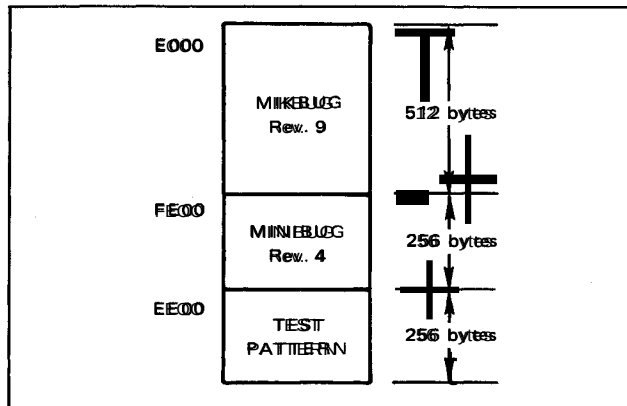 E000
MIKBUG
Rev. 9
512 bytes
FE00
MINIBUG
Rev. 4
256 bytes
EE00
TEST
PATTERN
256 bytes